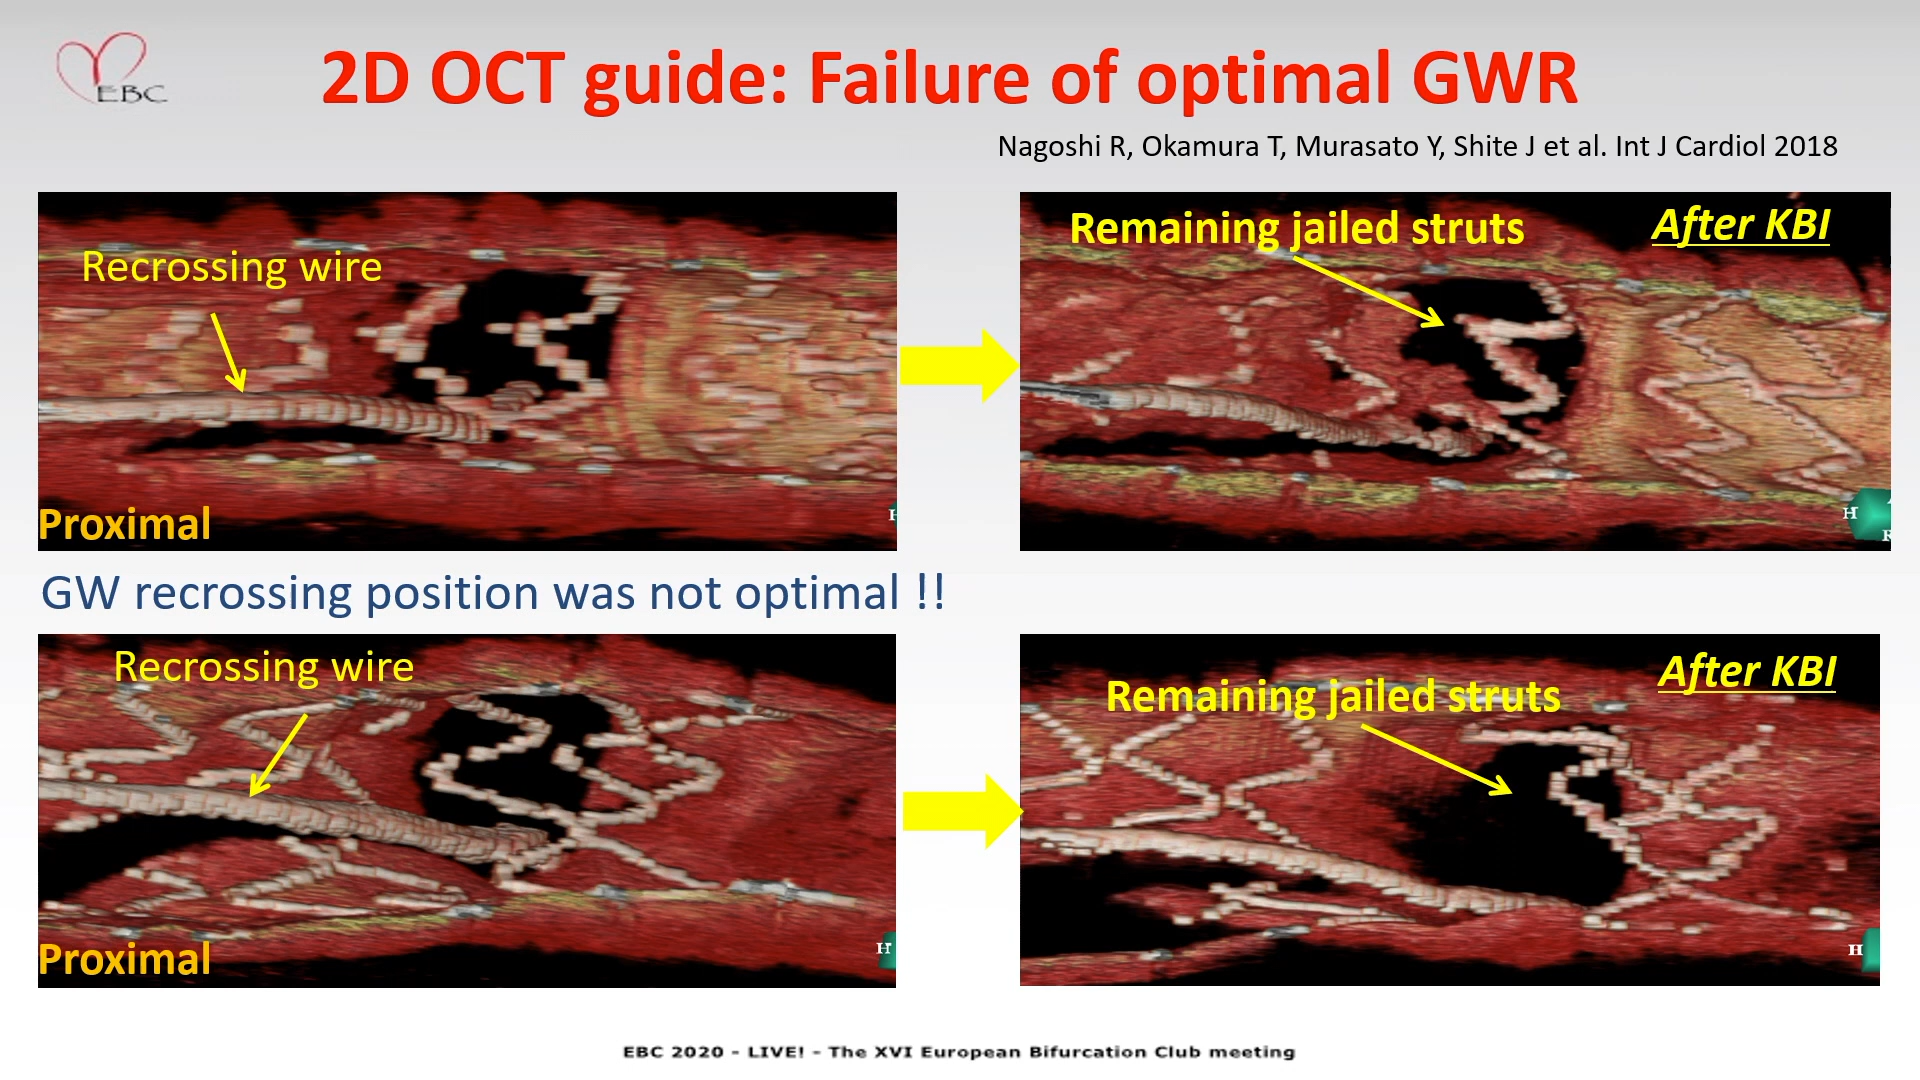 EBC
2D OCT guide: Failure of optimal GWR
Nagoshi R, Okamura T, Murasato Y, Shite J et al. Int J Cardiol 2018
Recrossing wire
Proximal
H
Remaining jailed struts
After KBI
H
R
GW recrossing position was not optimal !!
Recrossing wire
Proximal
H
Remaining jailed struts
After KBI
H
EBC 2020 - LIVE! - The XVI European Bifurcation Club meeting